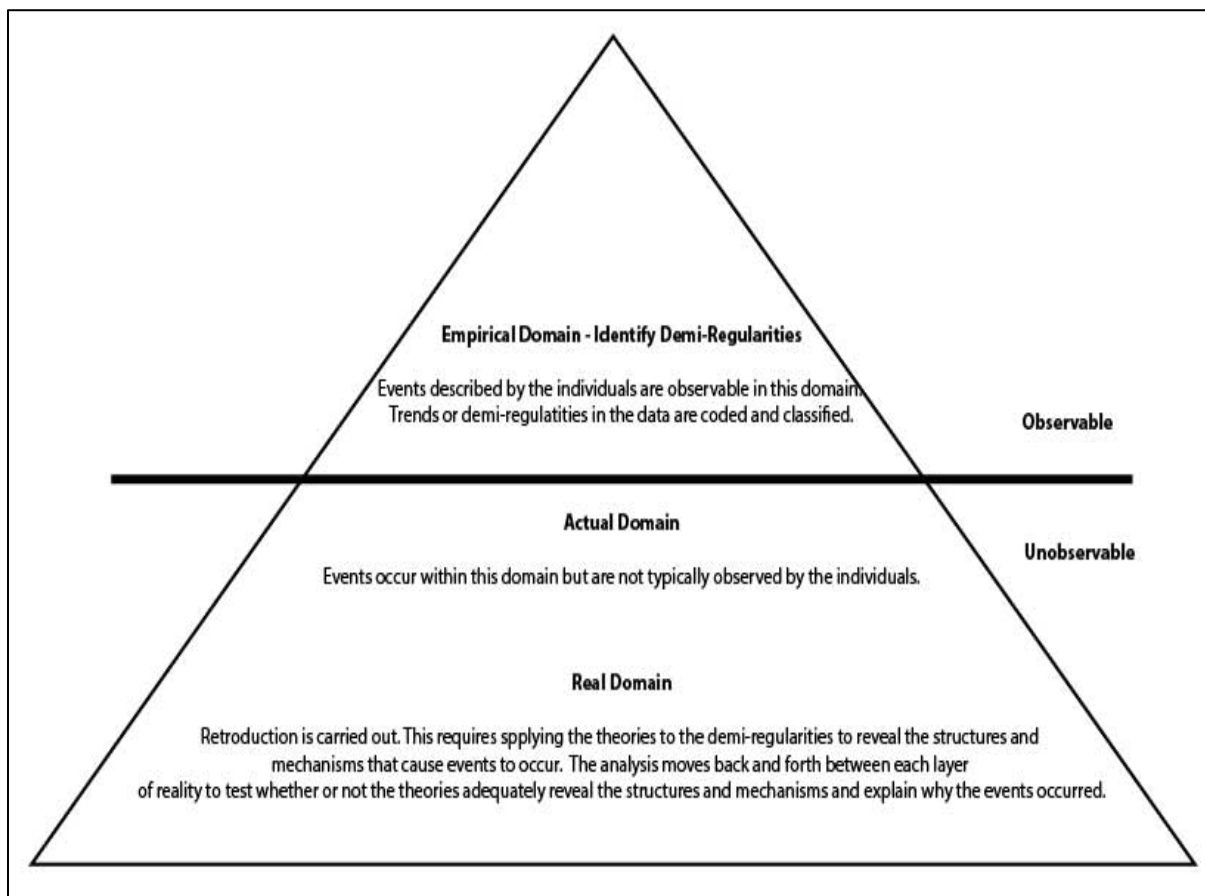 Empirical Domain - Identify Demi-Regularities
Events described by the individuals are observable in this domain.
Trends or demi-regulatities in the data are coded and classified.
Observable
Actual Domain
Unobservable
Events occur within this domain but are not typically observed by the individuals.
Real Domain
Retroduction is carried out. This requires spplying the theories to the demi-regularities to reveal the structures and
mechanisms that cause events to occur. The analysis moves back and forth between each layer
of reality to test whether or not the theories adequately reveal the structures and mechanisms and explain why the events occurred.